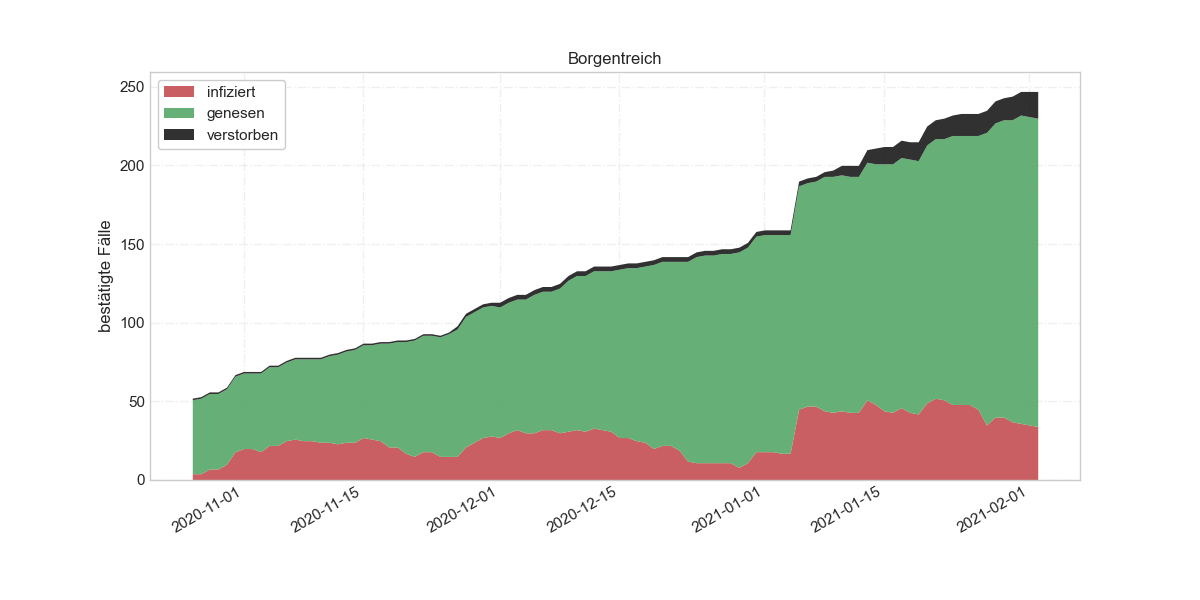 Borgentreich
infiziert
genesen
verstorben
bestätigte Fälle
250
200
150
100
50
0
2020-11-01
2020-11-15
2020-12-01
2020-12-15
2021-01-01
2021-01-15
2021-02-01